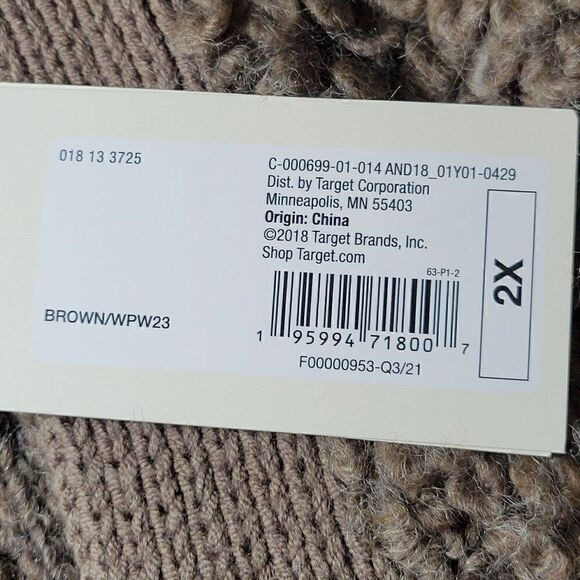 018 13 3725
C-000699-01-014 AND18_01Y01-0429
Dist. by Target Corporation
Minneapolis, MN 55403
Origin: China
©2018 Target Brands, Inc.
Shop Target.com
63-P1-2
BROWN/WPW23
1 95994 71800 7
F00000953-Q3/21
2X